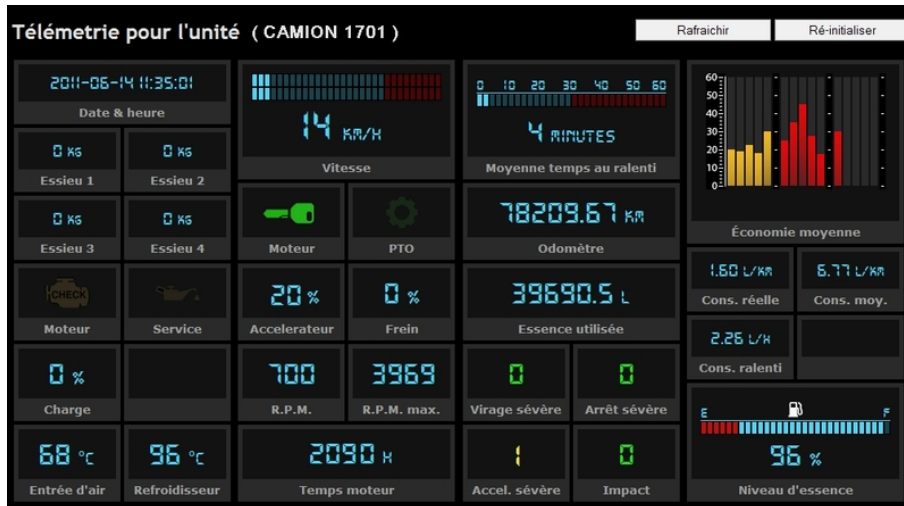 Télémetrie pour l'unité ( CAMION 1701 )
Rafraichir
Ré-initialiser
2011-06-14 11:35:01
Date & heure
0 KG
Essieu 1
0 KG
Essieu 2
0 KG
Essieu 3
0 KG
Essieu 4
CHECK
Moteur
Service
0 %
Charge
68 °C
Entrée d'air
96 °C
Refroidisseur
14 KM/H
Vitesse
Moteur
PTO
20 %
Accelerateur
0 %
Frein
700
R.P.M.
3969
R.P.M. max.
2090 H
Temps moteur
0 10 20 30 40 50 60
4 MINUTES
Moyenne temps au ralenti
78209.67 KM
Odomètre
39690.5 L
Essence utilisée
0
Virage sévère
0
Arrêt sévère
1
Accel. sévère
0
Impact
60
50
40
30
20
10
0
Économie moyenne
1.60 L/KM
Cons. réelle
6.77 L/KM
Cons. moy.
2.26 L/H
Cons. ralenti
E F
96 %
Niveau d'essence